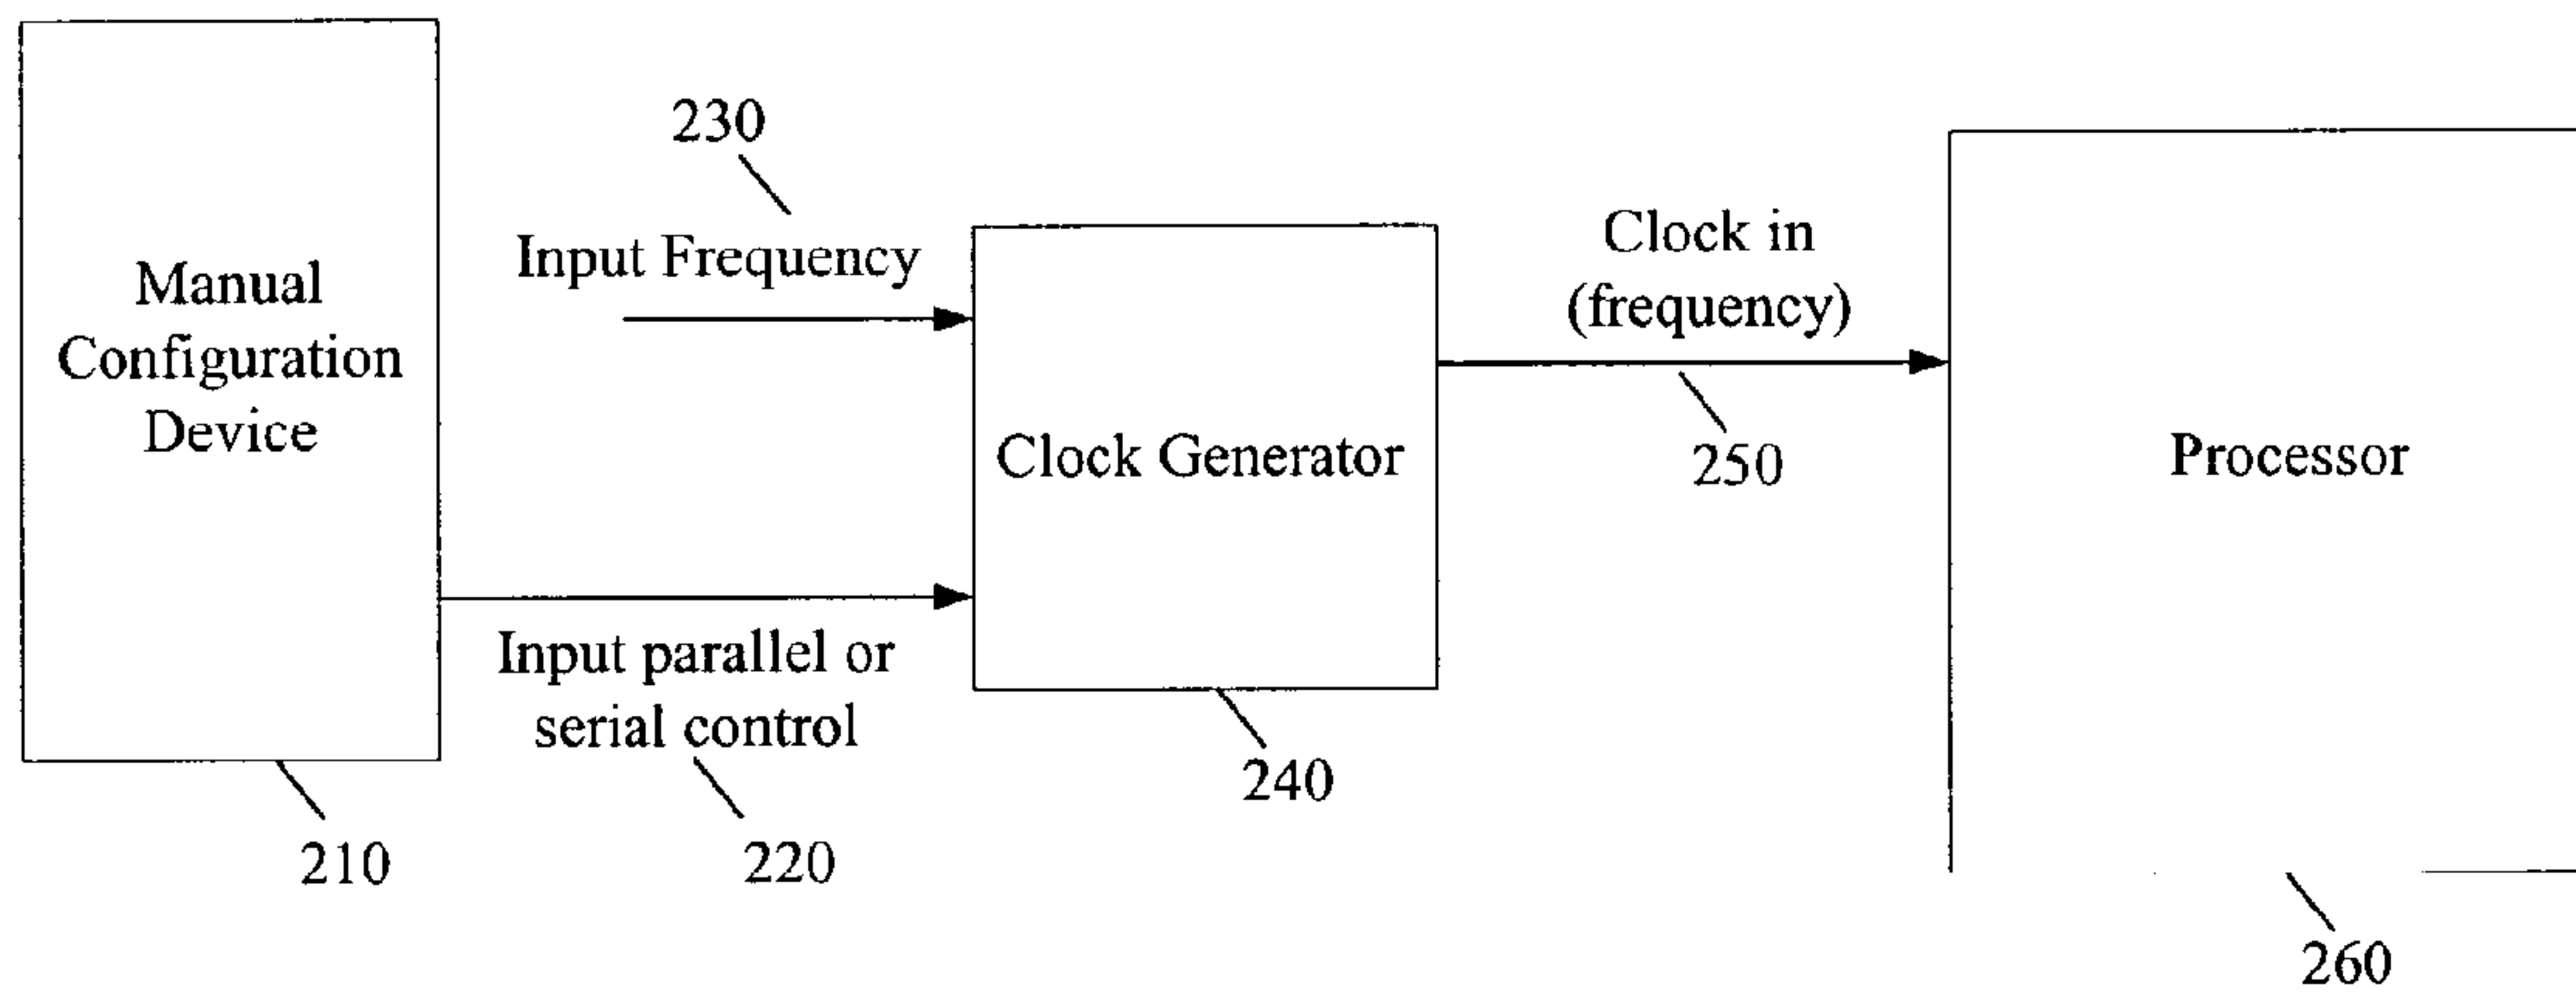 230
Manual
Configuration
Device
Input Frequency
Clock in
(frequency)
250
Clock Generator
Processor
Input parallel or
serial control
240
210
220
260